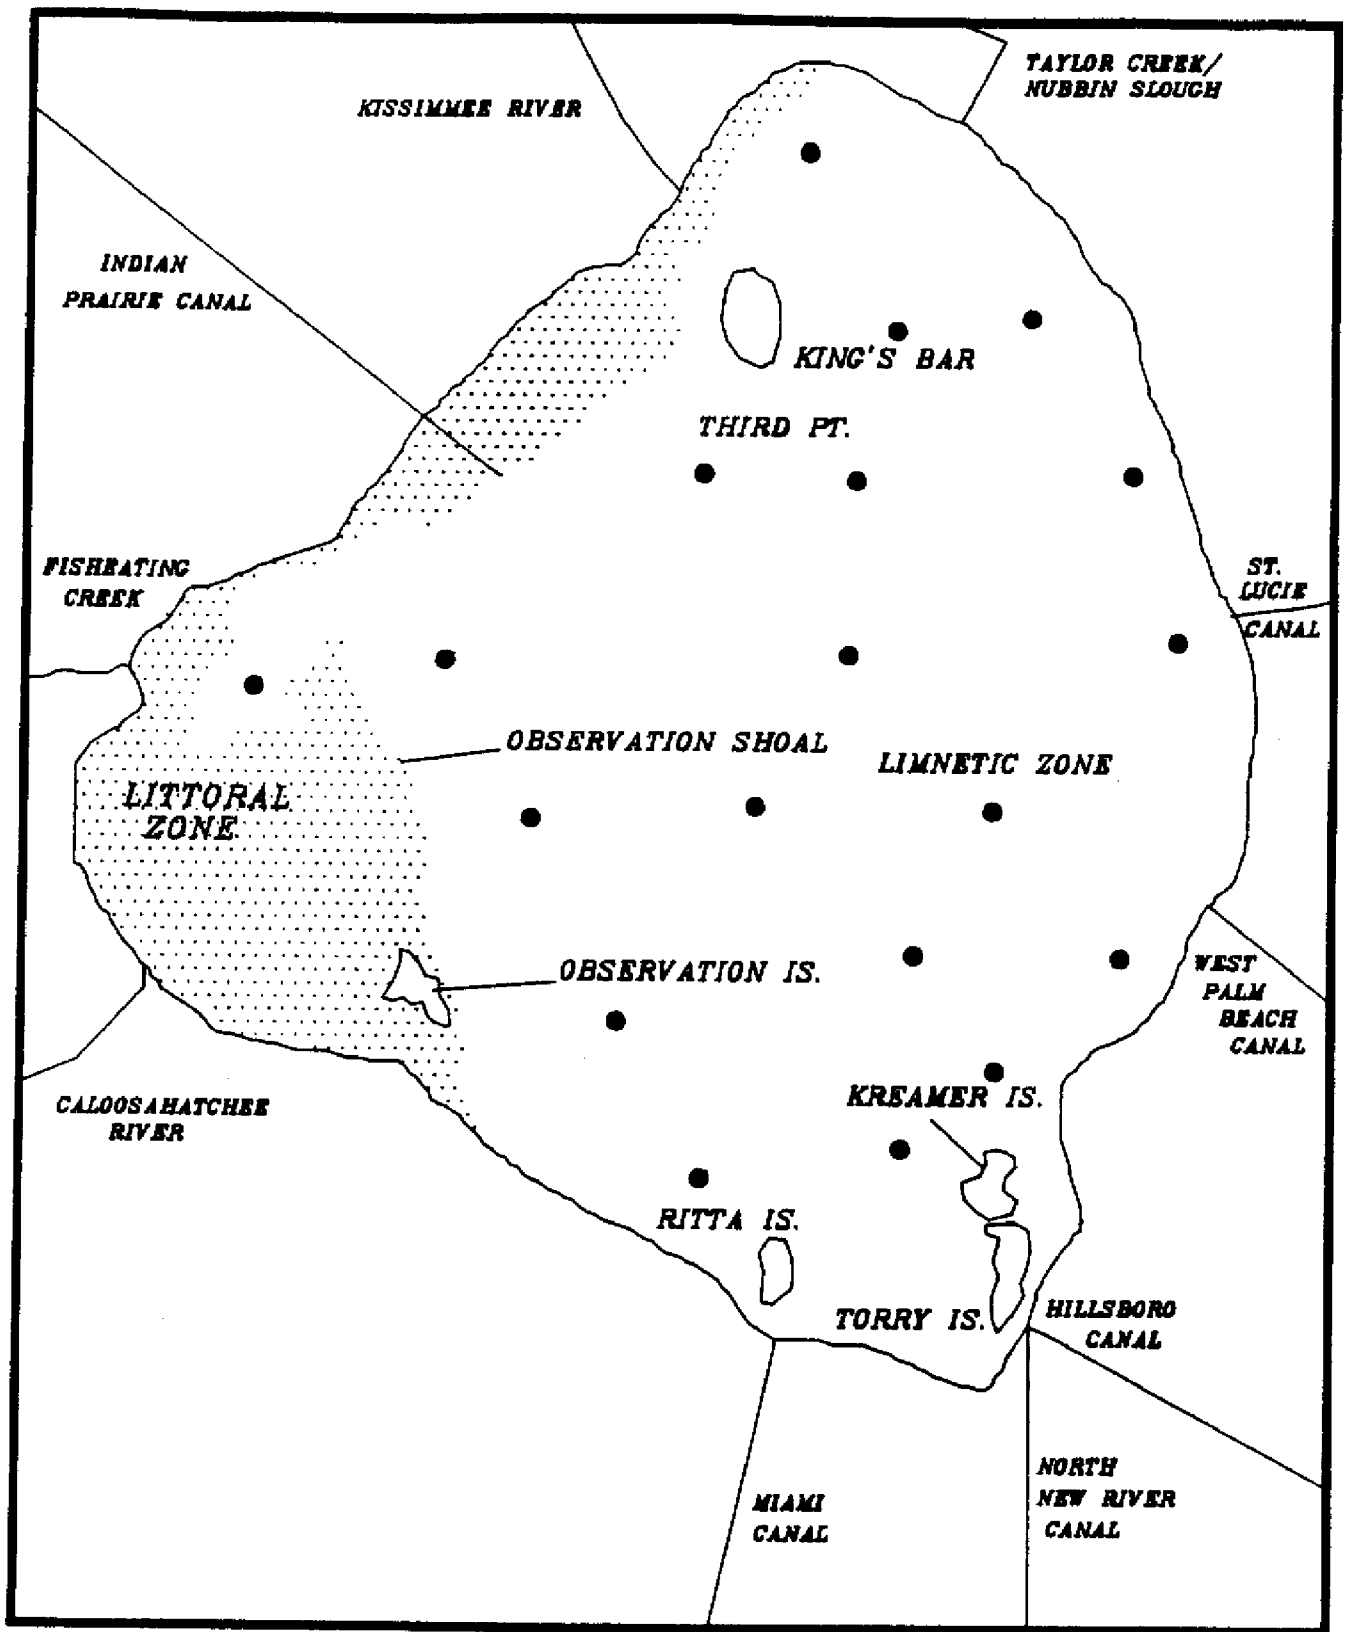 TAYLOR CREEK/
NUBBIN SLOUGH
KISSIMMEE RIVER
INDIAN
PRAIRIE CANAL
KING'S BAR
THIRD PT.
FISHEATING
CREEK
ST.
LUCIE
CANAL
OBSERVATION SHOAL
LIMNETIC ZONE
LITTORAL
ZONE
OBSERVATION IS.
WEST
PALM
BEACH
CANAL
KREAMER IS.
CALOOSAHATCHEE
RIVER
RITTA IS.
TORRY IS.
HILLSBORO
CANAL
NORTH
NEW RIVER
CANAL
MIAMI
CANAL